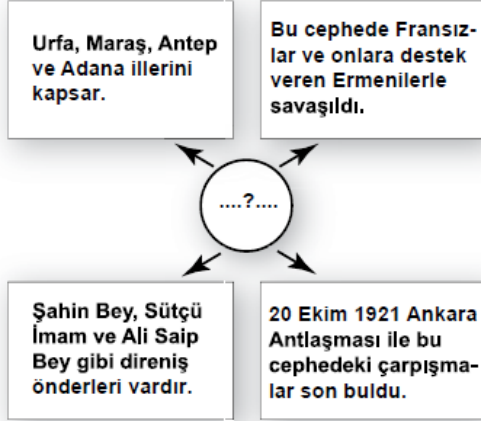 Urfa, Maraş, Antep
ve Adana illerini
kapsar.
Bu cephede Fransız-
lar ve onlara destek
veren Ermenilerle
savaşıldı.
....?....
Şahin Bey, Sütçü
İmam ve Ali Saip
Bey gibi direniş
önderleri vardır.
20 Ekim 1921 Ankara
Antlaşması ile bu
cephedeki çarpışma-
lar son buldu.